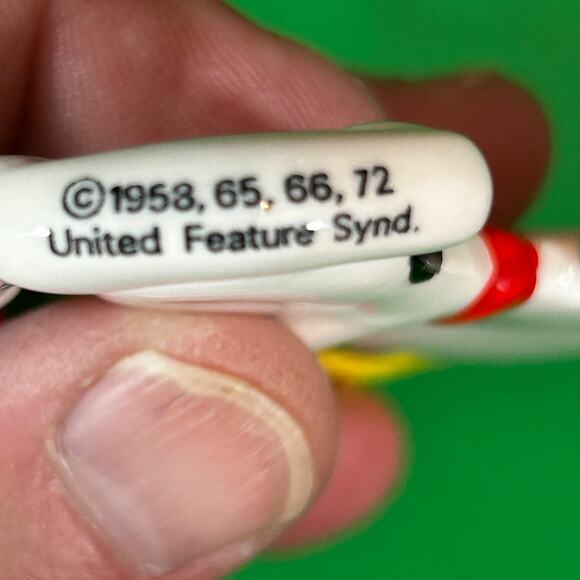 ©1958, 65, 66, 72
United Feature Synd.